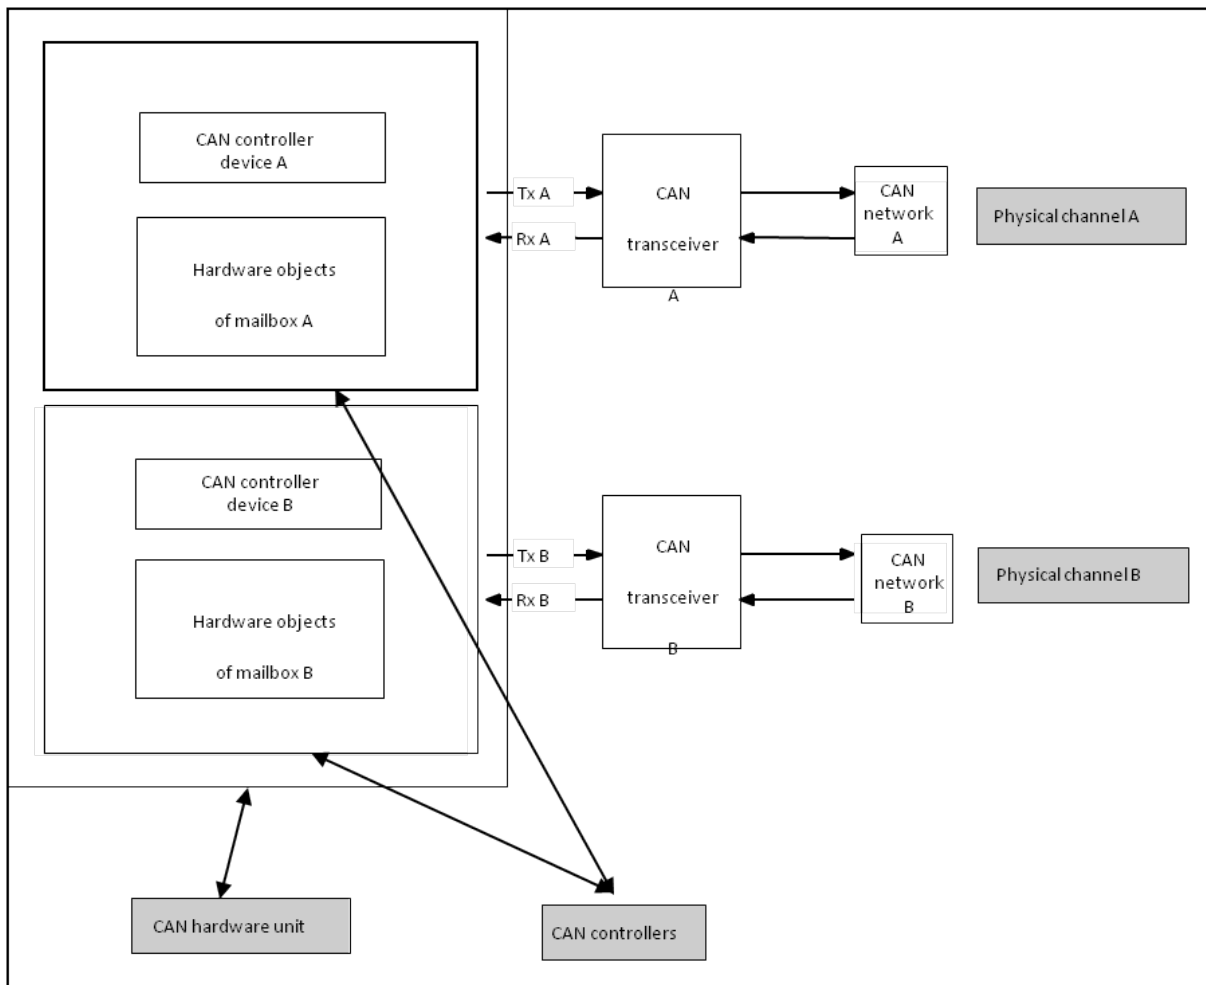 CAN controller
device A
Hardware objects
of mailbox A
Tx A
Rx A
CAN
transceiver
A
CAN
network
A
Physical channel A
CAN controller
device B
Hardware objects
of mailbox B
Tx B
Rx B
CAN
transceiver
B
CAN
network
B
Physical channel B
CAN hardware unit
CAN controllers